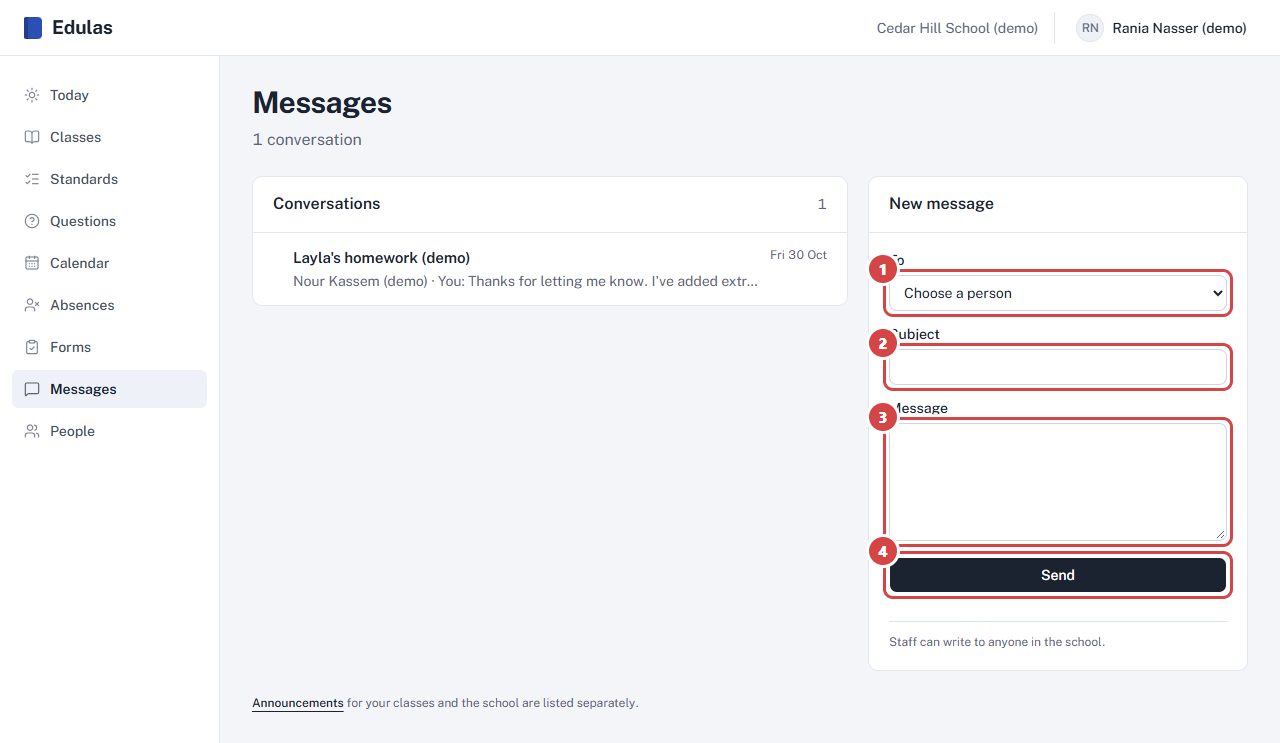 Edulas
Cedar Hill School (demo)
RN
Rania Nasser (demo)
Today
Classes
Standards
Questions
Calendar
Absences
Forms
Messages
People
Messages
1 conversation
Conversations
1
Layla's homework (demo)
Fri 30 Oct
Nour Kassem (demo) · You: Thanks for letting me know. I've added extr...
New message
To
1
Choose a person
Subject
2
Message
3
4
Send
Staff can write to anyone in the school.
Announcements for your classes and the school are listed separately.